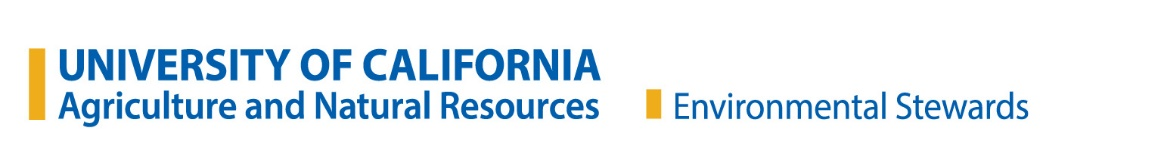 UNIVERSITY OF CALIFORNIA
Agriculture and Natural Resources
Environmental Stewards